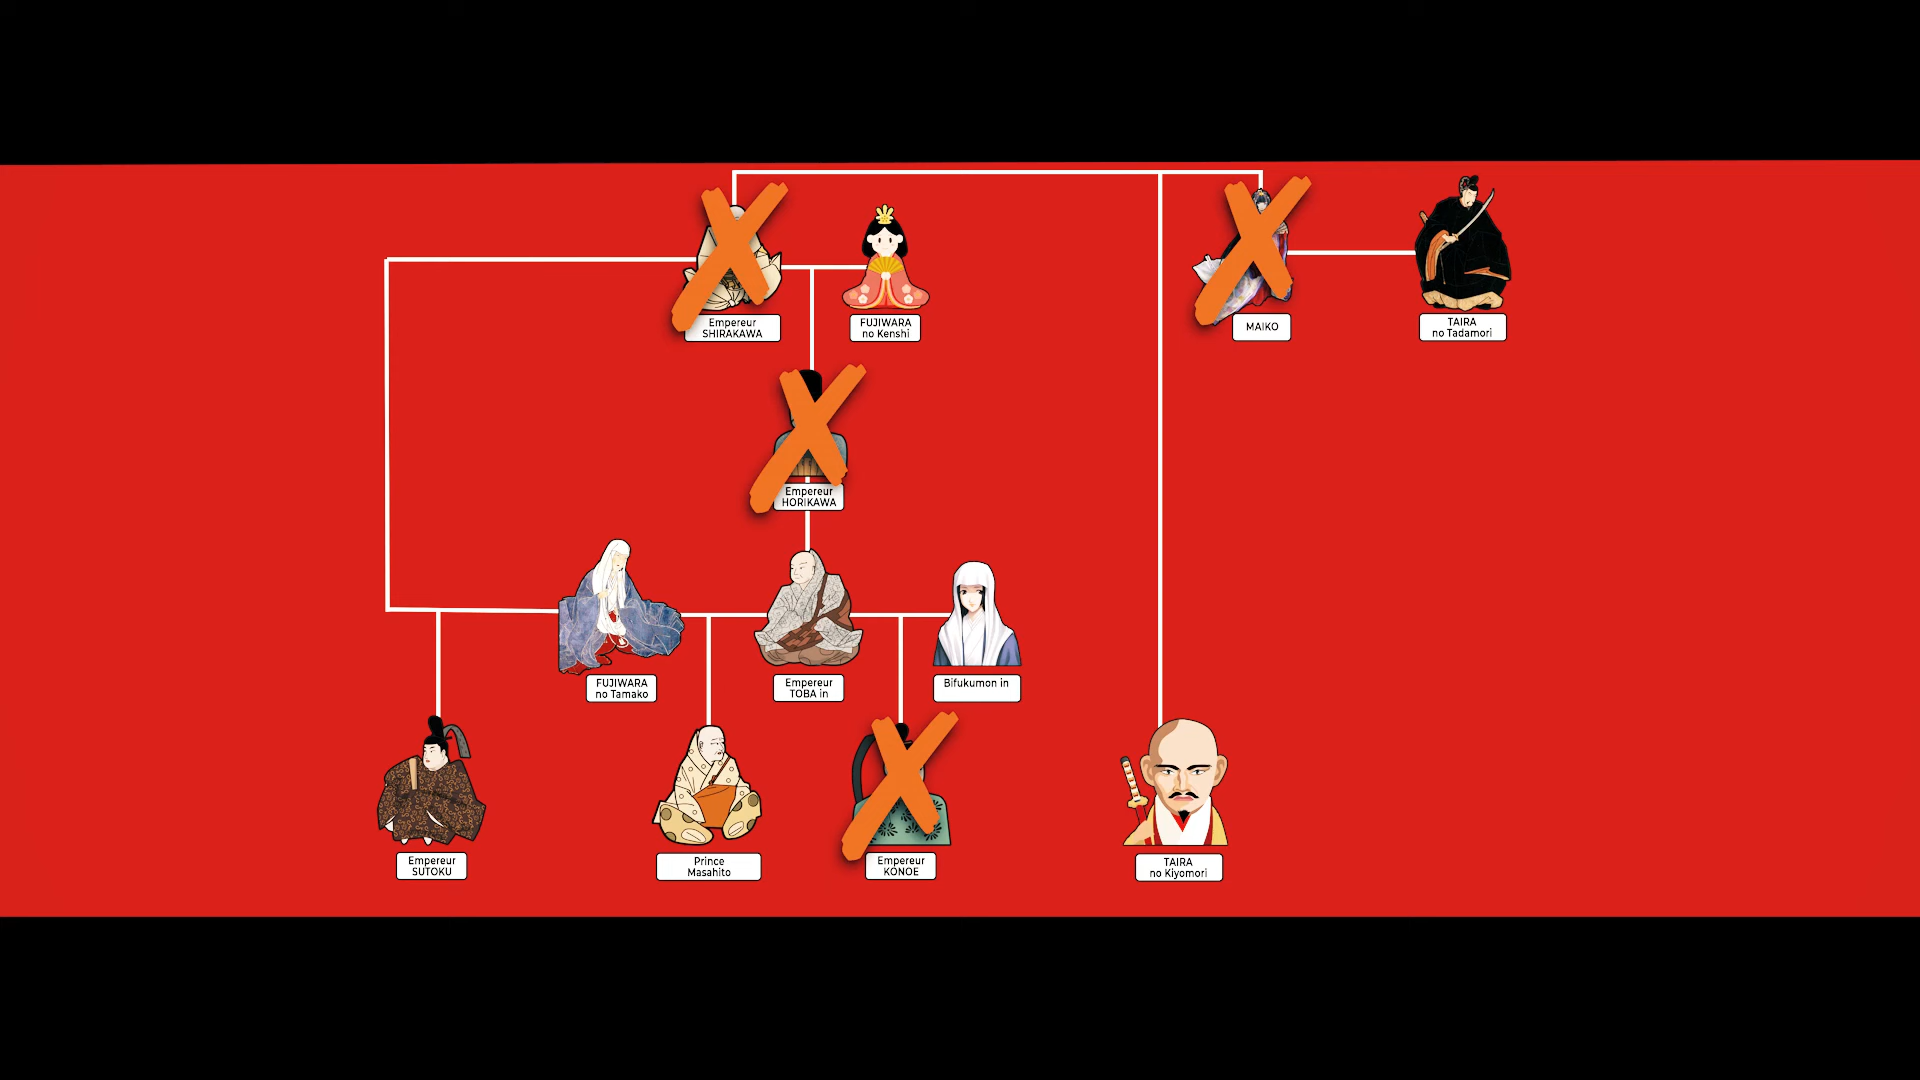 Empereur
SHIRAKAWA
FUJIWARA
no Kenshi
MAIKO
TAIRA
no Tadamori
Empereur
HORIKAWA
FUJIWARA
no Tamako
Empereur
TOBA in
Bifukumon in
Empereur
SUTOKU
Prince
Masahito
Empereur
KONOE
TAIRA
no Kiyomori